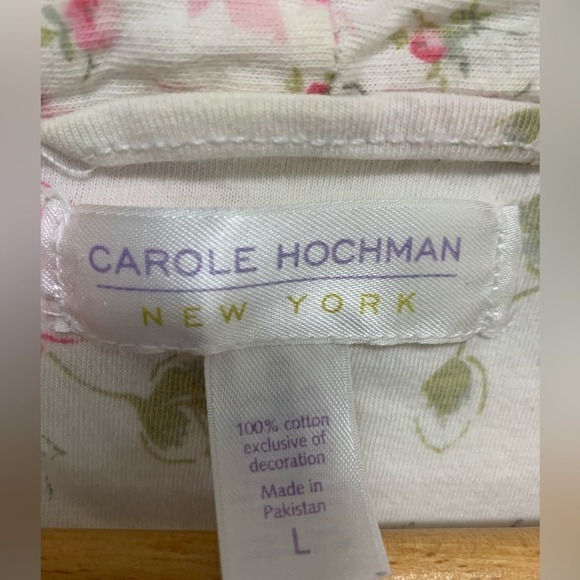 CAROLE HOCHMAN
NEW YORK
100% cotton
exclusive of
decoration
Made in
Pakistan
L